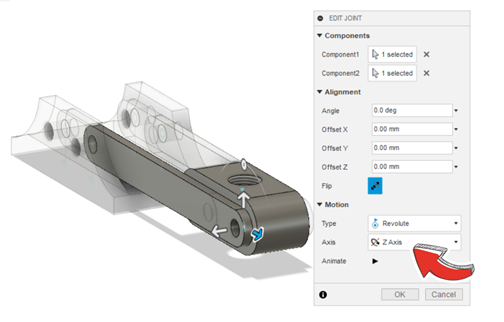 EDIT JOINT
Components
Component1 1 selected
Component2 1 selected
Alignment
Angle 0.0 deg
Offset X 0.00 mm
Offset Y 0.00 mm
Offset Z 0.00 mm
Flip
Motion
Type Revolute
Axis Z Axis
Animate
OK Cancel